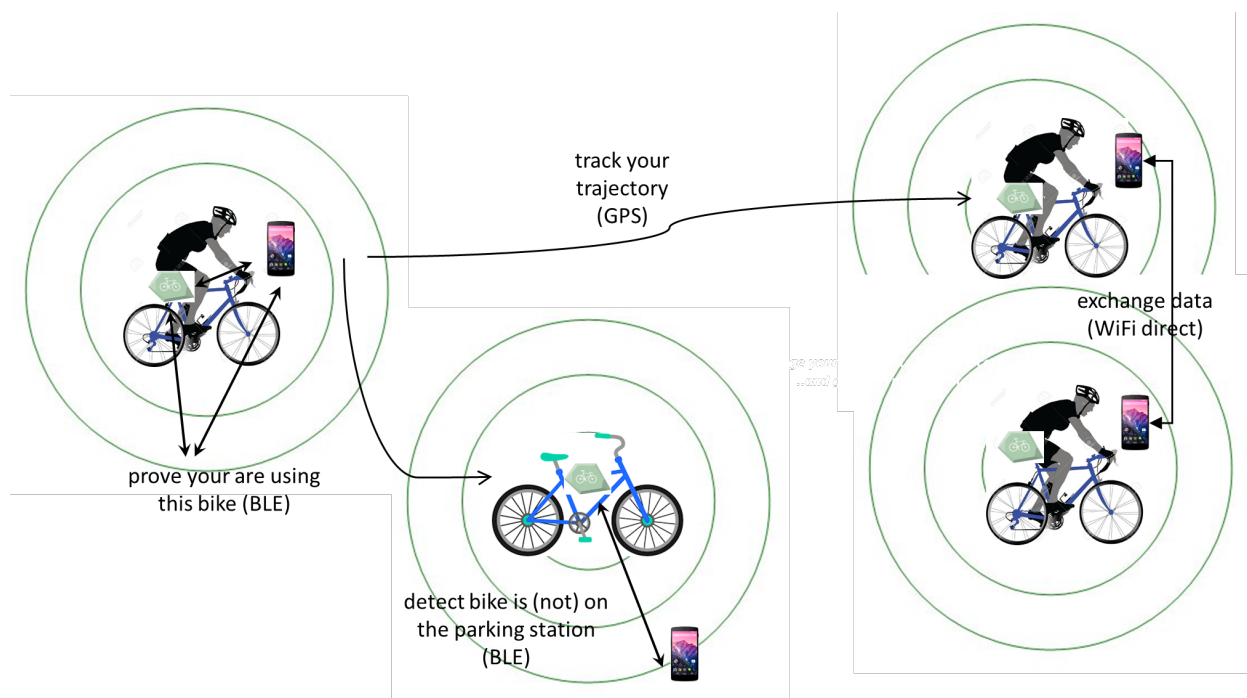 track your
trajectory
(GPS)
exchange data
(WiFi direct)
prove your are using
this bike (BLE)
detect bike is (not) on
the parking station
(BLE)